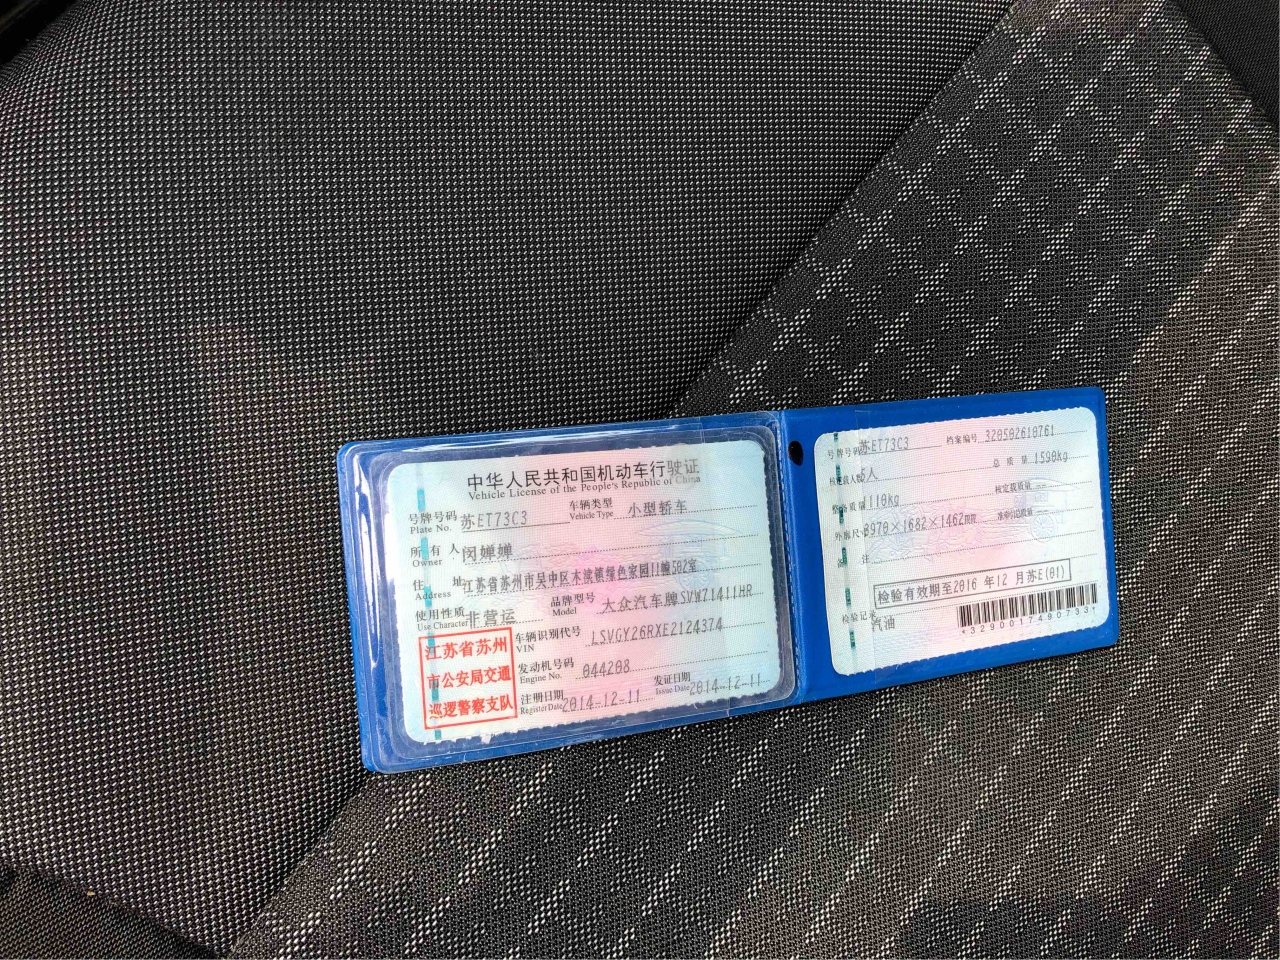 中华人民共和国机动车行驶证
Vehicle License of the People's Republic of China
号牌号码 苏ET73C3 车辆类型 小型轿车
Plate No. Vehicle Type
所有人 闵婵婵
Owner
住址 江苏省苏州市吴中区木渎镇绿色家园11幢502室
Address
使用性质 非营运 品牌型号 大众汽车牌SVW71411HR
Use Character Model
车辆识别代号 LSVGY26RXE2124374
VIN
发动机号码 044208
Engine No.
注册日期 2014-12-11 发证日期 2014-12-11
Register Date Issue Date
江苏省苏州
市公安局交通
巡逻警察支队
号牌号码 苏ET73C3 档案编号 320502610761
核定载人数 5人 总质量 1590kg
整备质量 1110kg 核定载质量 --
外廓尺寸 3970×1682×1462mm 准牵引总质量 --
备注
检验有效期至2016年12月苏E(01)
检验记录
汽油
*3290017490733*